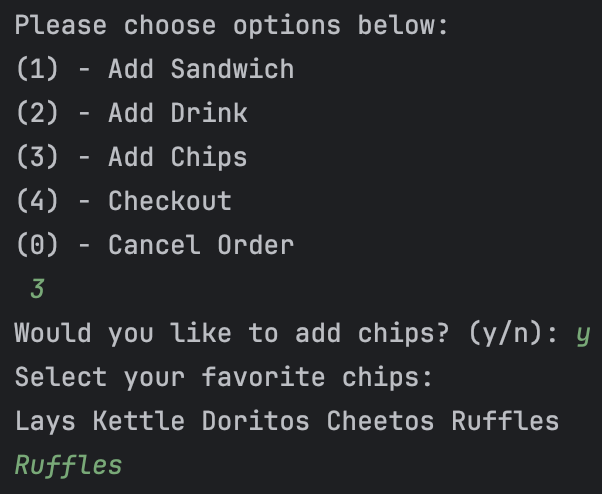 Please choose options below:
(1) - Add Sandwich
(2) - Add Drink
(3) - Add Chips
(4) - Checkout
(0) - Cancel Order
3
Would you like to add chips? (y/n): y
Select your favorite chips:
Lays Kettle Doritos Cheetos Ruffles
Ruffles